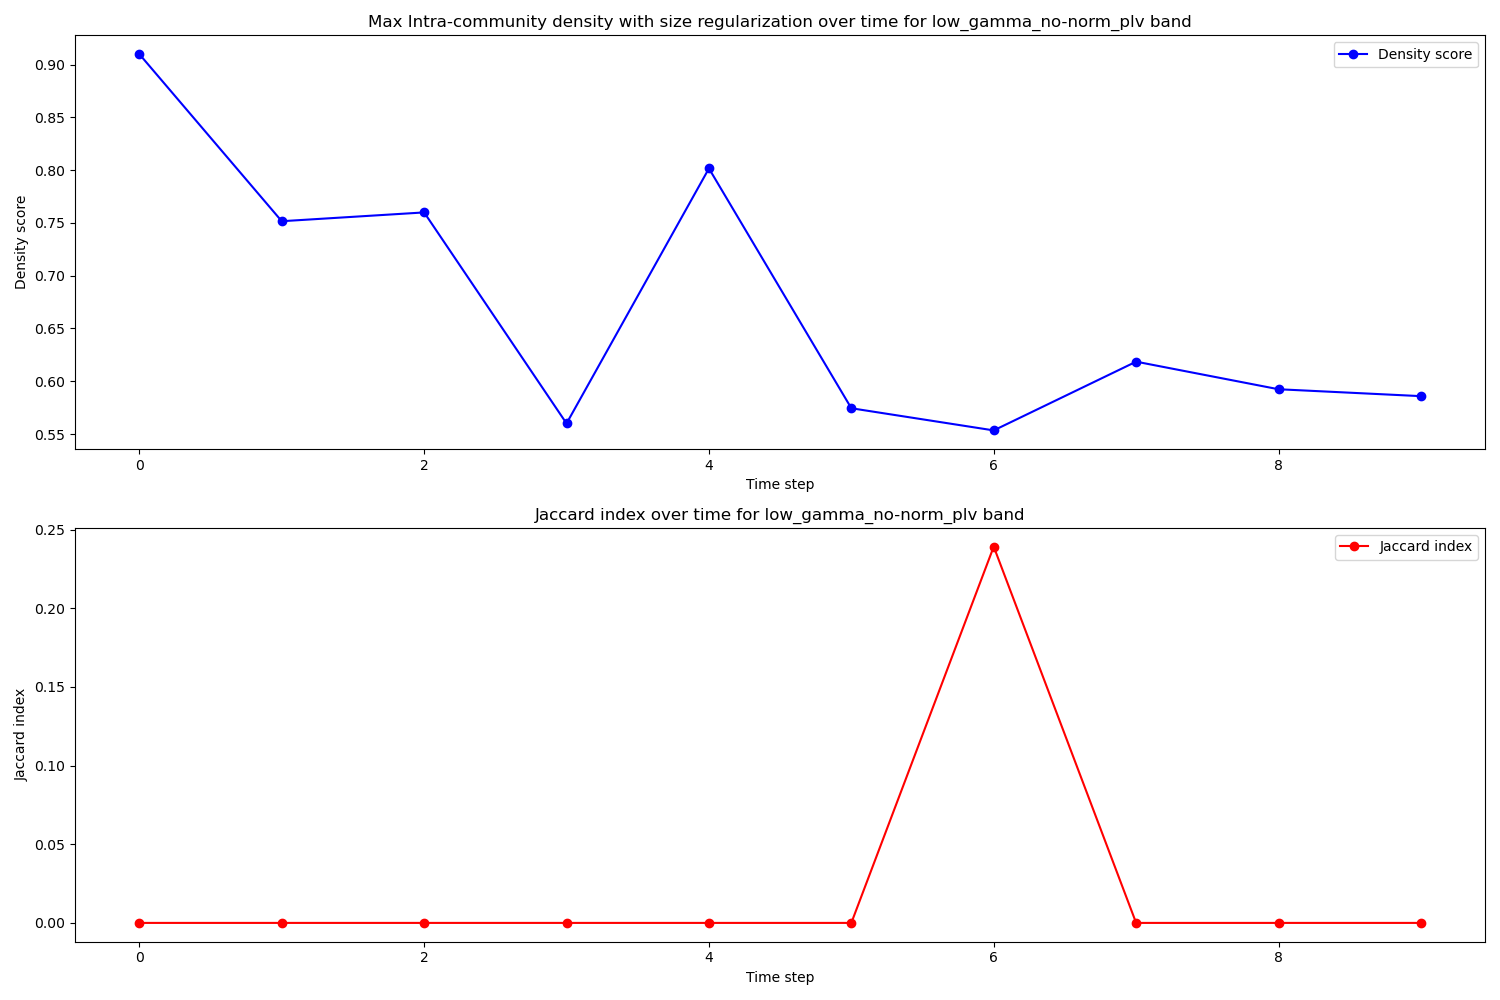 Max Intra-community density with size regularization over time for low_gamma_no-norm_plv band
Density score
0.90
0.85
0.80
0.75
0.70
0.65
0.60
0.55
Density score
0 2 4 6 8
Time step
Jaccard index over time for low_gamma_no-norm_plv band
Jaccard index
0.25
0.20
0.15
0.10
0.05
0.00
Jaccard index
0 2 4 6 8
Time step